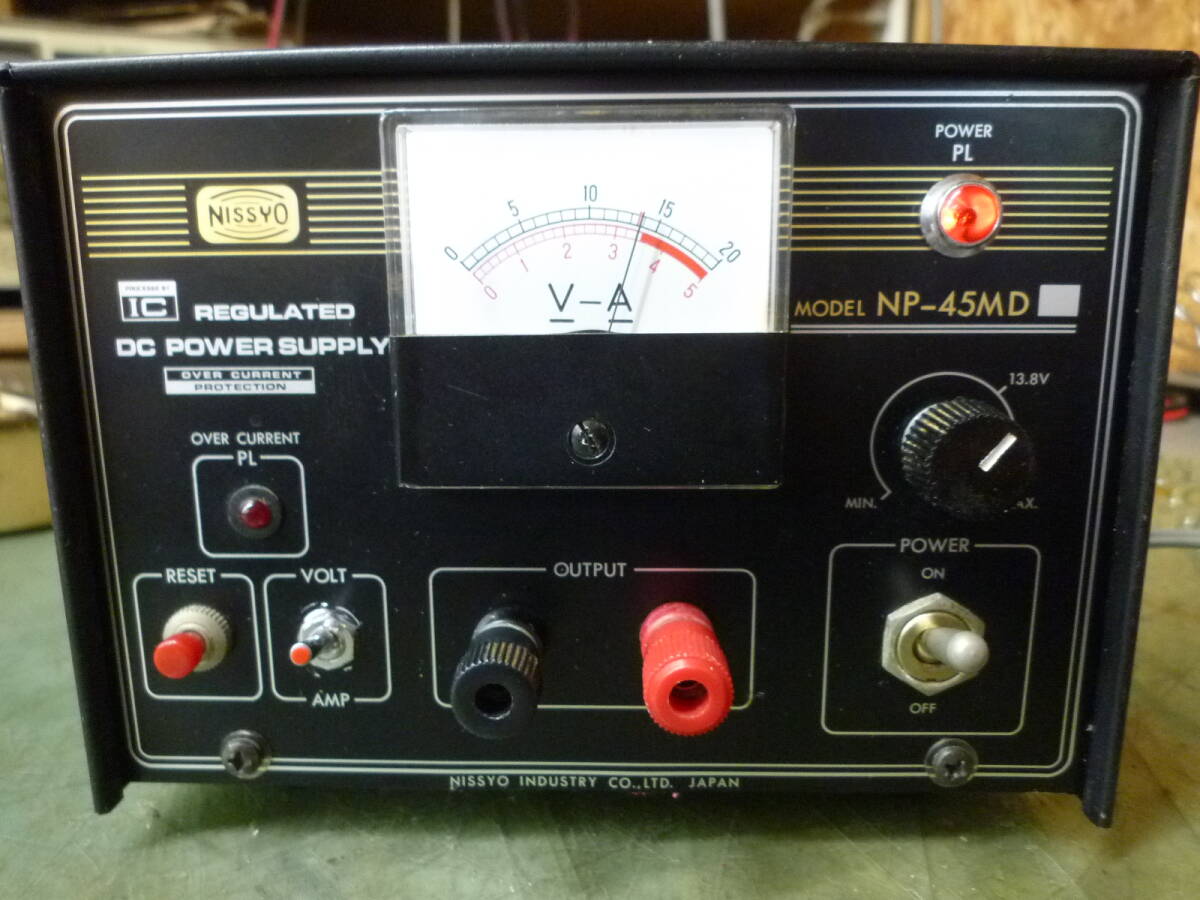 POWER
PL
NISSYO
0 5 10 15 20
0 1 2 3 4 5
V-A
PROCESSED BY
IC
REGULATED
DC POWER SUPPLY
OVER CURRENT
PROTECTION
MODEL NP-45MD
13.8V
MIN.
OVER CURRENT
PL
RESET
VOLT
AMP
OUTPUT
POWER
ON
OFF
NISSYO INDUSTRY CO.,LTD. JAPAN